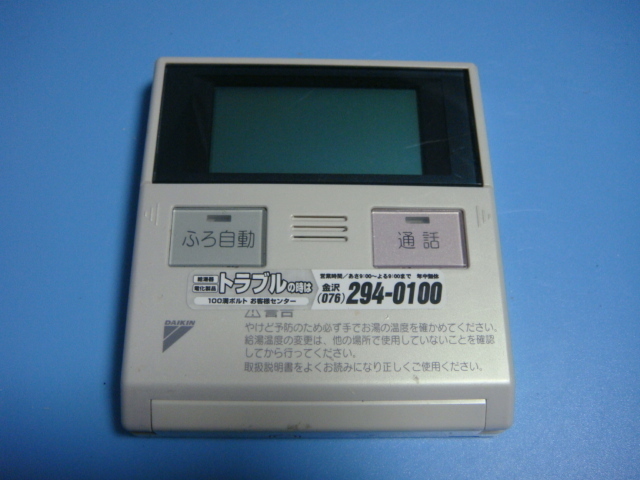 ふろ自動
通話
給湯器
電化製品
トラブルの時は
100満ボルト お客様センター
営業時間／あさ9:00～よる9:00まで 年中無休
金沢
(076)
294-0100
警告
DAIKIN
やけど予防のため必ず手でお湯の温度を確かめてください。
給湯温度の変更は、他の場所で使用していないことを確認
してから行ってください。
取扱説明書をよくお読みになり正しくご使用ください。